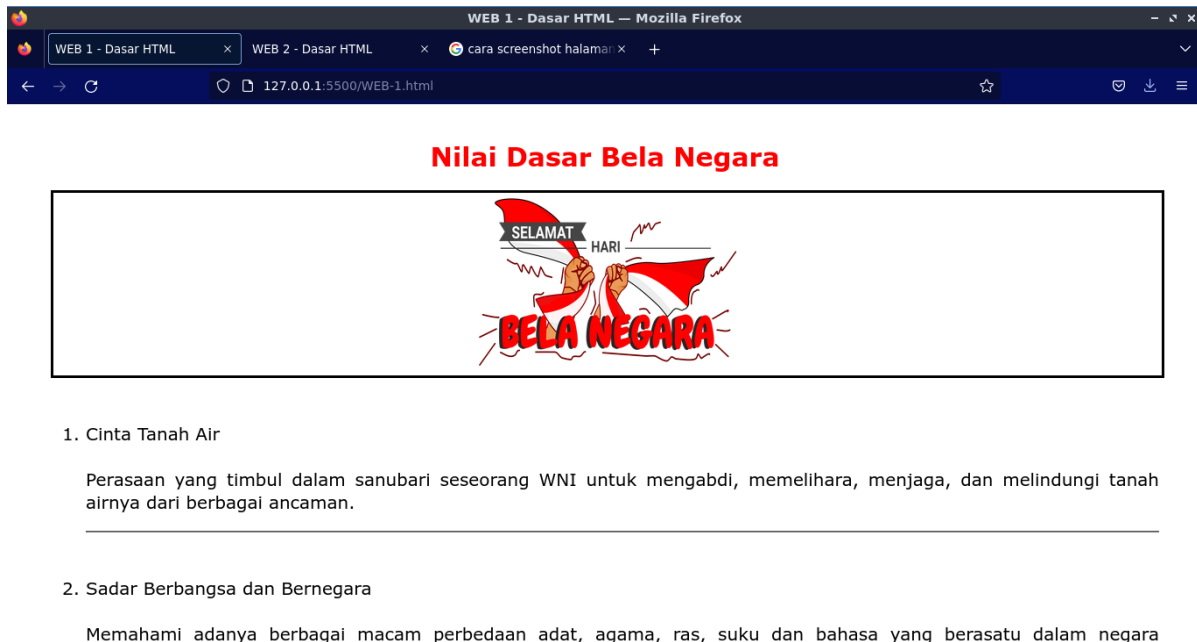 WEB 1 - Dasar HTML — Mozilla Firefox
WEB 1 - Dasar HTML
WEB 2 - Dasar HTML
cara screenshot halaman
127.0.0.1:5500/WEB-1.html
Nilai Dasar Bela Negara
SELAMAT
HARI
BELA NEGARA
1. Cinta Tanah Air
Perasaan yang timbul dalam sanubari seseorang WNI untuk mengabdi, memelihara, menjaga, dan melindungi tanah
airnya dari berbagai ancaman.
2. Sadar Berbangsa dan Bernegara
Memahami adanya berbagai macam perbedaan adat, agama, ras, suku dan bahasa yang berasatu dalam negara